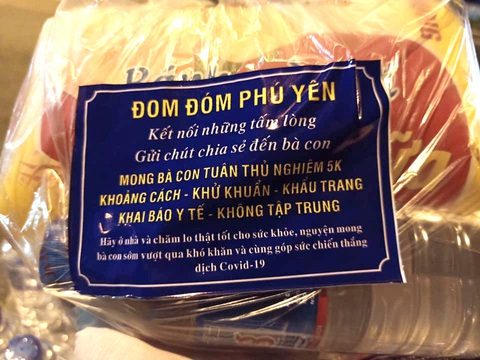 Bánh
ĐOM ĐÓM PHÚ YÊN
Kết nối những tấm lòng
Gửi chút chia sẻ đến bà con
MONG BÀ CON TUÂN THỦ NGHIÊM 5K
KHOẢNG CÁCH - KHỬ KHUẨN - KHẨU TRANG
KHAI BÁO Y TẾ - KHÔNG TẬP TRUNG
Hãy ở nhà và chăm lo thật tốt cho sức khỏe, nguyện mong
bà con sớm vượt qua khó khăn và cùng góp sức chiến thắng
dịch Covid-19